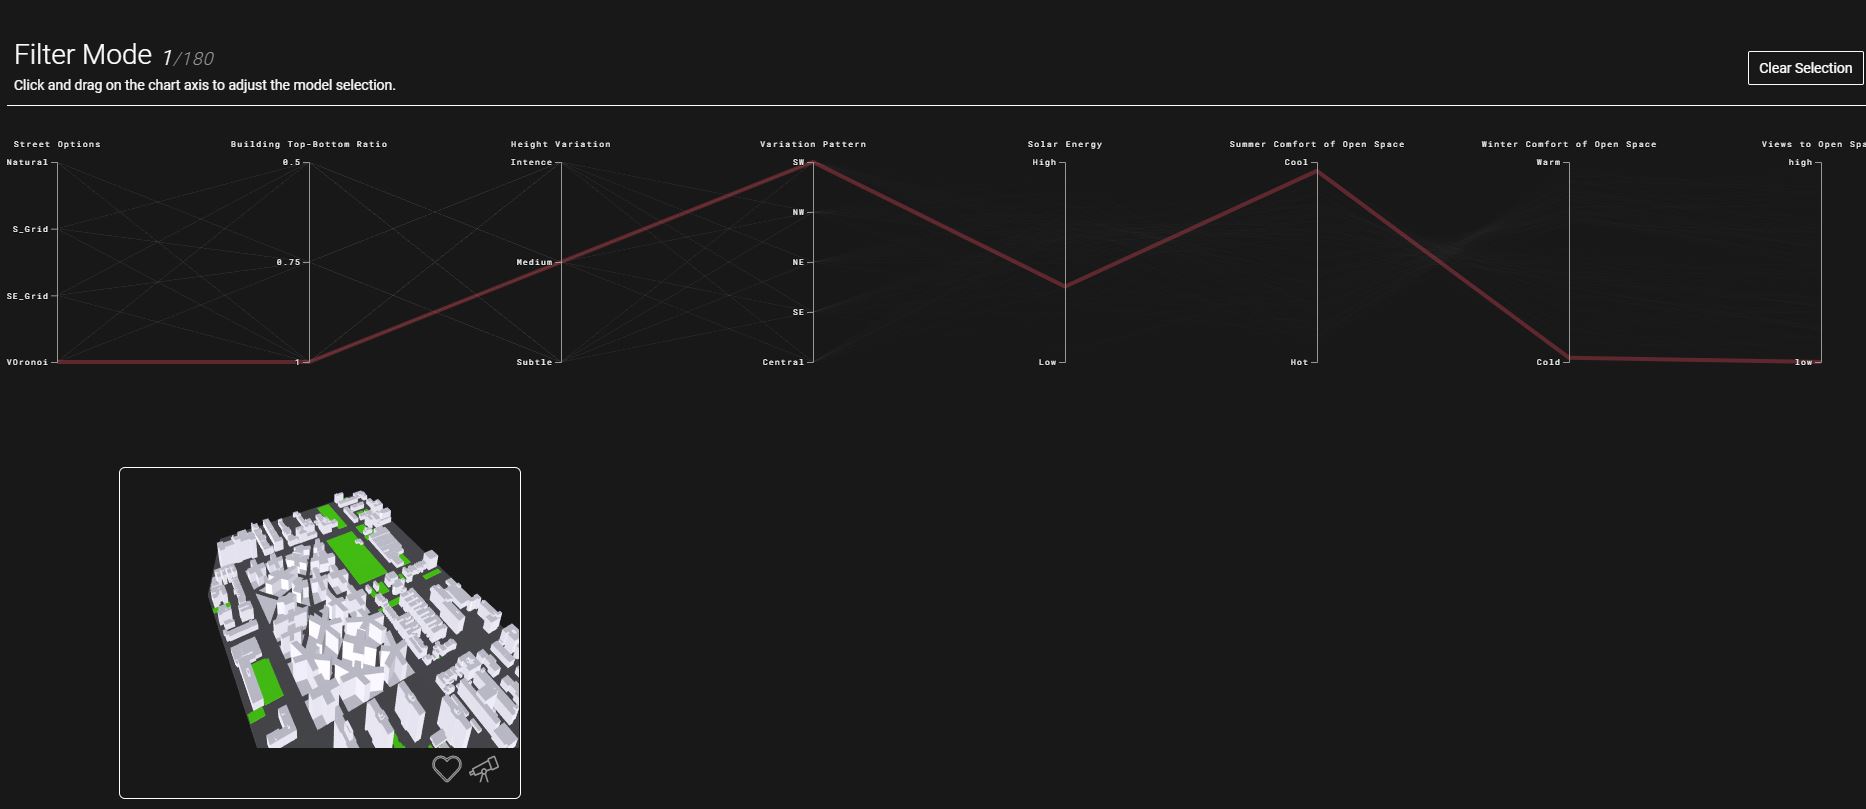 Filter Mode 1/180
Click and drag on the chart axis to adjust the model selection.
Clear Selection
Street Options
Building Top-Bottom Ratio
Height Variation
Variation Pattern
Solar Energy
Summer Comfort of Open Space
Winter Comfort of Open Space
Views to Open Spa
Natural
S_Grid
SE_Grid
VOronoi
0.5
0.75
1
Intence
Medium
Subtle
SW
NW
NE
SE
Central
High
Low
Cool
Hot
Warm
Cold
high
low